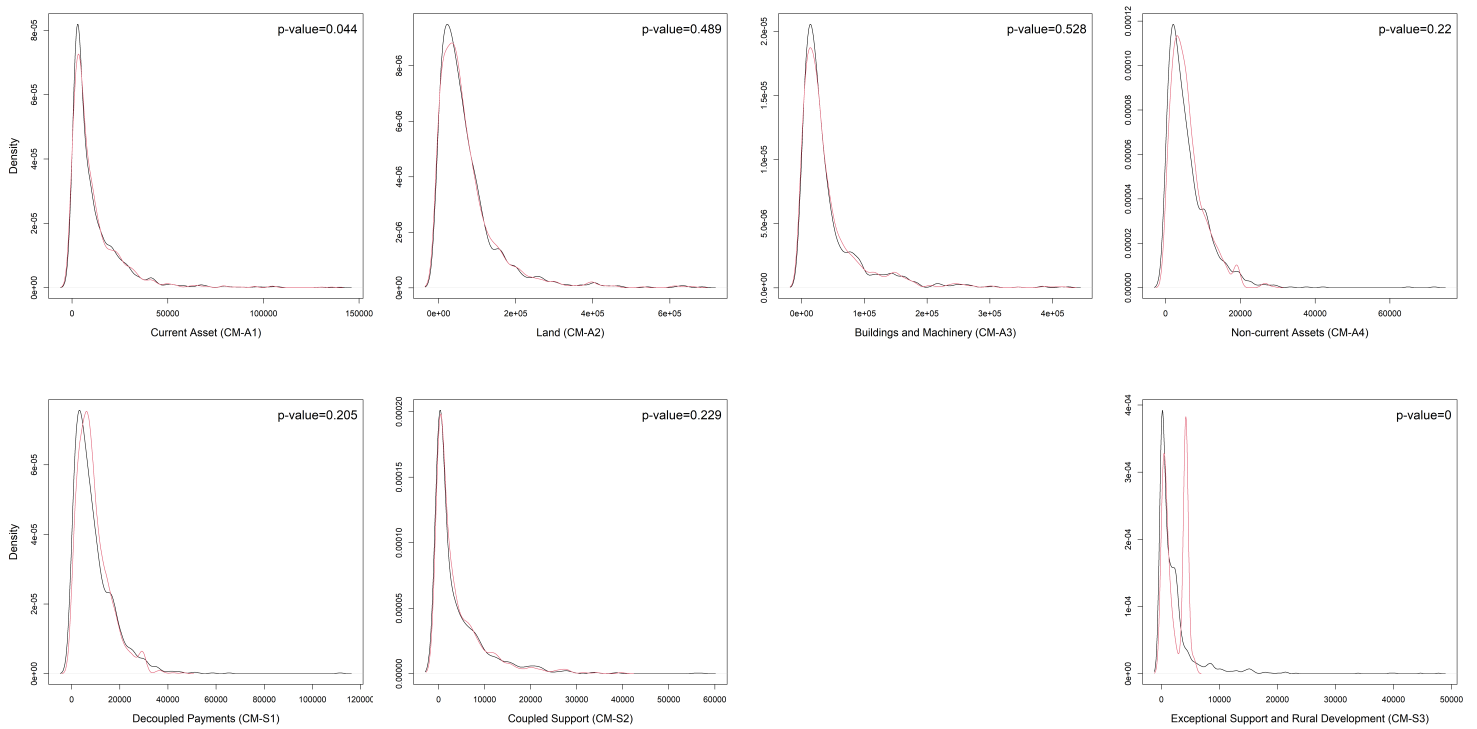 p-value=0.044
Density
0e+00 2e-05 4e-05 6e-05 8e-05
0 50000 100000 150000
Current Asset (CM-A1)
p-value=0.489
0e+00 2e-06 4e-06 6e-06 8e-06
0e+00 2e+05 4e+05 6e+05
Land (CM-A2)
p-value=0.528
0.0e+00 5.0e-06 1.0e-05 1.5e-05 2.0e-05
0e+00 1e+05 2e+05 3e+05 4e+05
Buildings and Machinery (CM-A3)
p-value=0.22
0.00000 0.00002 0.00004 0.00006 0.00008 0.00010 0.00012
0 20000 40000 60000
Non-current Assets (CM-A4)
p-value=0.205
Density
0e+00 2e-05 4e-05 6e-05
0 20000 40000 60000 80000 100000 120000
Decoupled Payments (CM-S1)
p-value=0.229
0.00000 0.00005 0.00010 0.00015 0.00020
0 10000 20000 30000 40000 50000 60000
Coupled Support (CM-S2)
p-value=0
0e+00 1e-04 2e-04 3e-04 4e-04
0 10000 20000 30000 40000 50000
Exceptional Support and Rural Development (CM-S3)